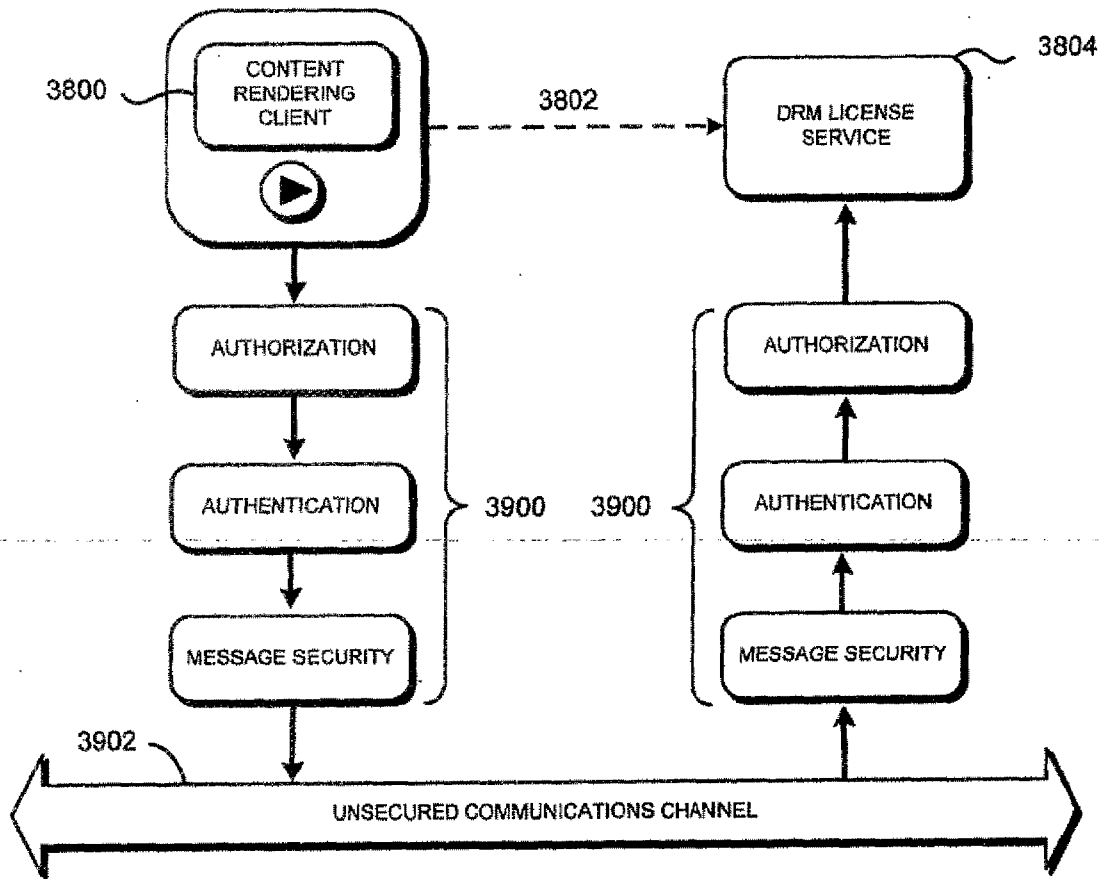 3800
CONTENT
RENDERING
CLIENT
3802
3804
DRM LICENSE
SERVICE
AUTHORIZATION
AUTHORIZATION
AUTHENTICATION
3900
3900
AUTHENTICATION
MESSAGE SECURITY
MESSAGE SECURITY
3902
UNSECURED COMMUNICATIONS CHANNEL